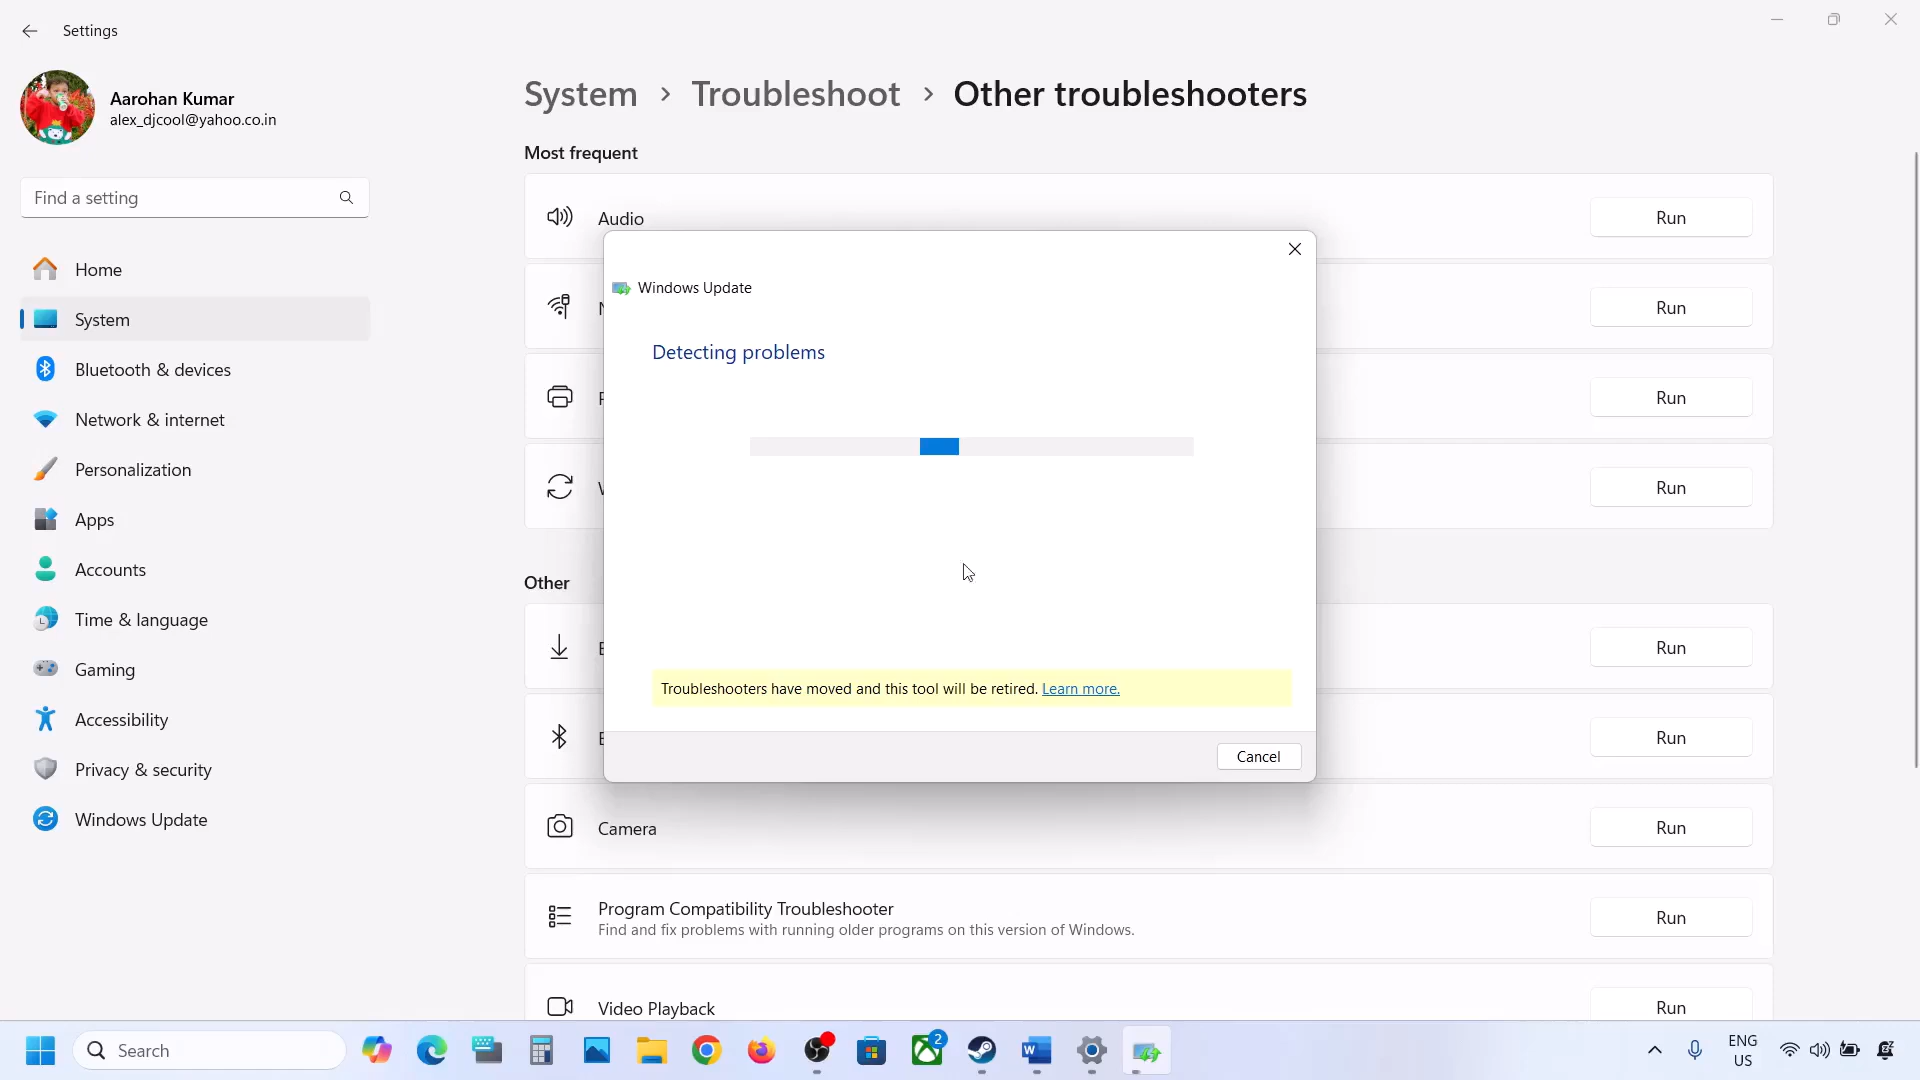 Settings
Aarohan Kumar
alex_djcool@yahoo.co.in
Find a setting
Home
System
Bluetooth & devices
Network & internet
Personalization
Apps
Accounts
Time & language
Gaming
Accessibility
Privacy & security
Windows Update
System > Troubleshoot > Other troubleshooters
Most frequent
Audio
Run
Run
Run
Run
Windows Update
Detecting problems
Troubleshooters have moved and this tool will be retired. Learn more.
Cancel
Other
Run
Run
Camera
Run
Program Compatibility Troubleshooter
Find and fix problems with running older programs on this version of Windows.
Run
Video Playback
Run
Search
2
ENG
US